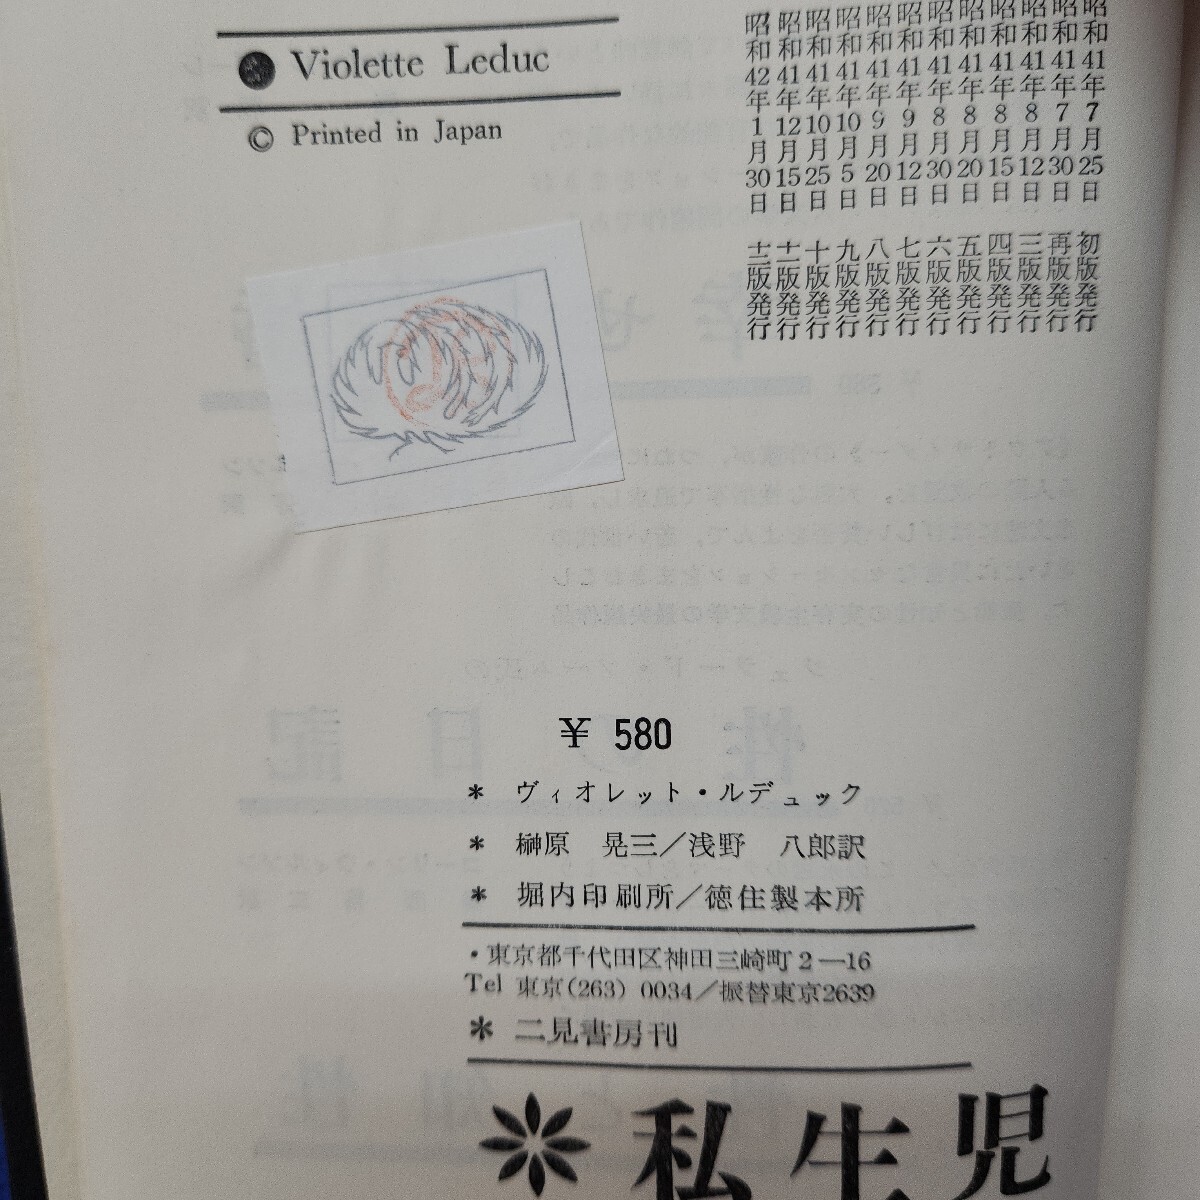 Violette Leduc
© Printed in Japan
昭和41年7月25日 初版発行
昭和41年7月30日 再版発行
昭和41年8月12日 三版発行
昭和41年8月15日 四版発行
昭和41年8月20日 五版発行
昭和41年8月30日 六版発行
昭和41年9月12日 七版発行
昭和41年9月20日 八版発行
昭和41年10月5日 九版発行
昭和41年10月25日 十版発行
昭和41年12月15日 十一版発行
昭和42年1月30日 十二版発行
¥ 580
* ヴィオレット・ルデュック
* 榊原 晃三／浅野 八郎訳
* 堀内印刷所／徳住製本所
・東京都千代田区神田三崎町2―16
Tel 東京(263) 0034／振替東京2639
* 二見書房刊
私生児